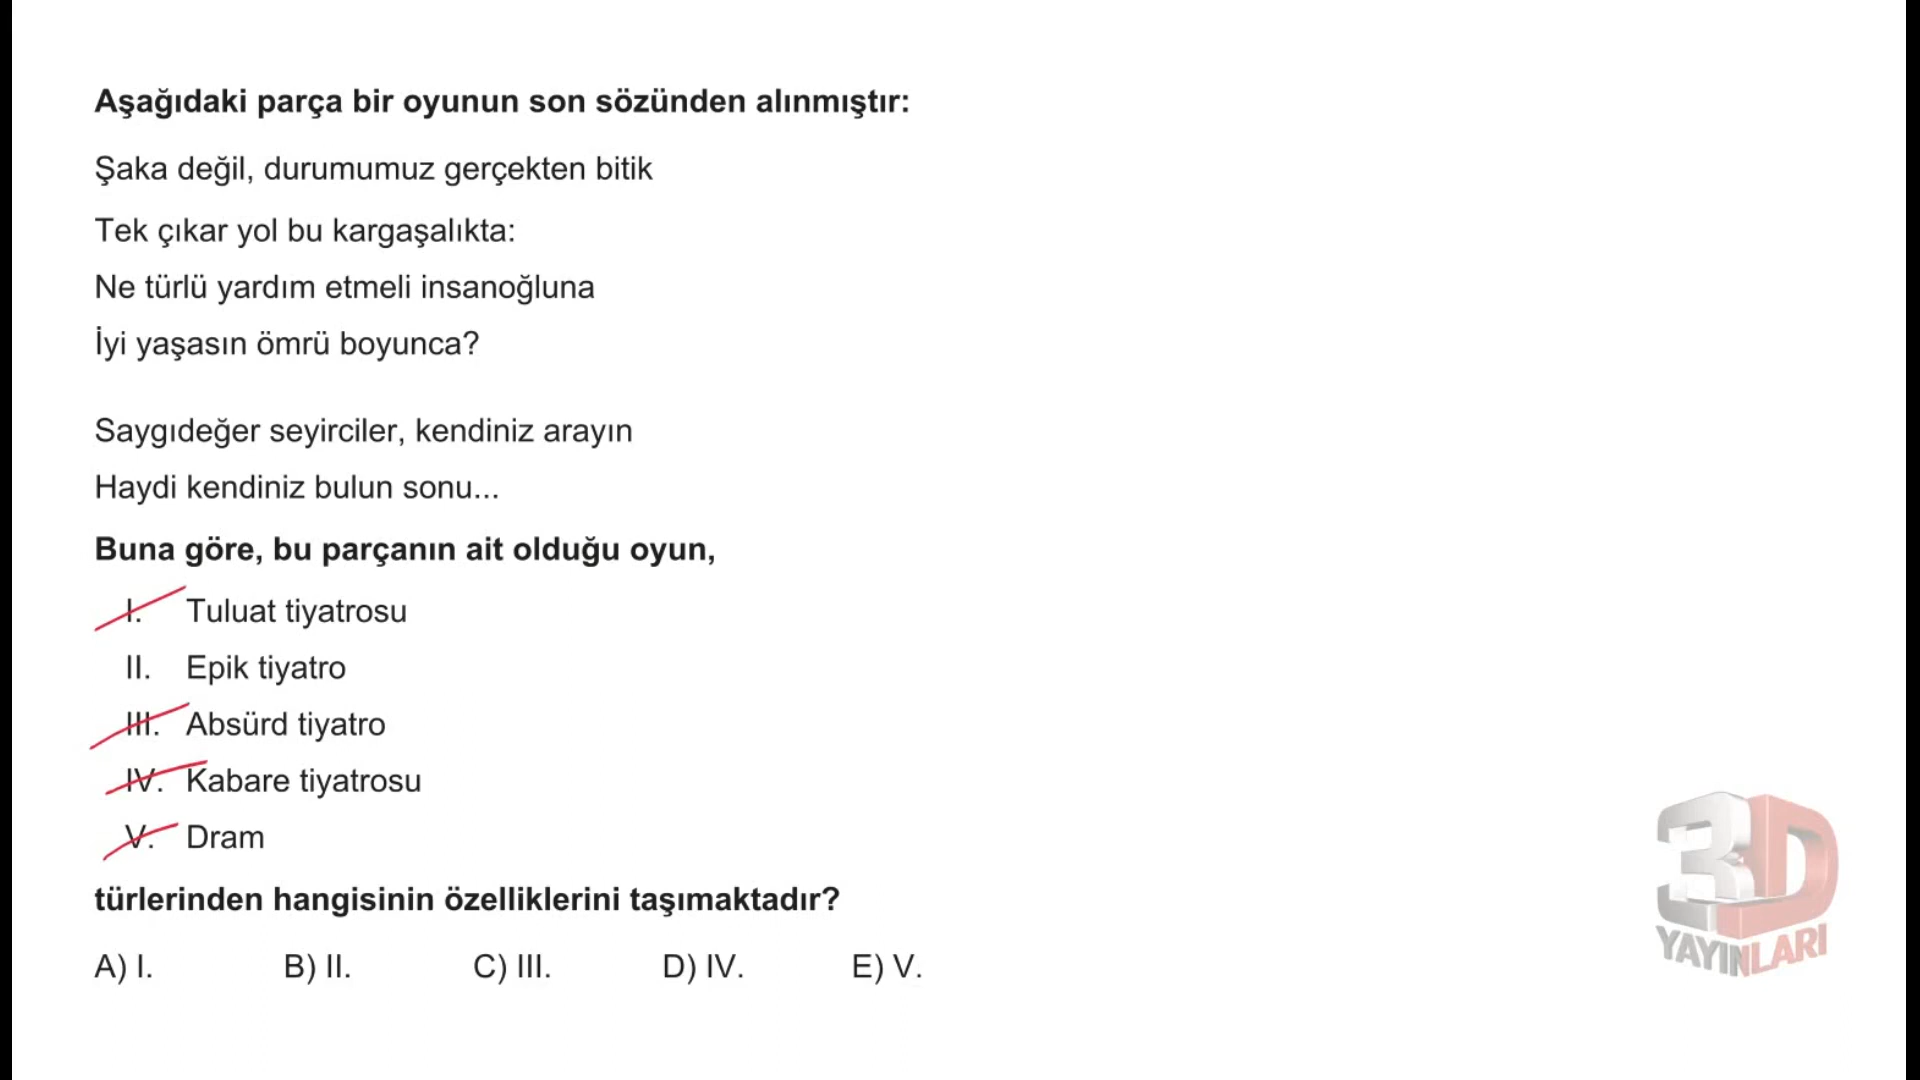 Aşağıdaki parça bir oyunun son sözünden alınmıştır:
Şaka değil, durumumuz gerçekten bitik
Tek çıkar yol bu kargaşalıkta:
Ne türlü yardım etmeli insanoğluna
İyi yaşasın ömrü boyunca?
Saygıdeğer seyirciler, kendiniz arayın
Haydi kendiniz bulun sonu...
Buna göre, bu parçanın ait olduğu oyun,
I. Tuluat tiyatrosu
II. Epik tiyatro
III. Absürd tiyatro
IV. Kabare tiyatrosu
V. Dram
türlerinden hangisinin özelliklerini taşımaktadır?
A) I. B) II. C) III. D) IV. E) V.
3D
YAYINLARI